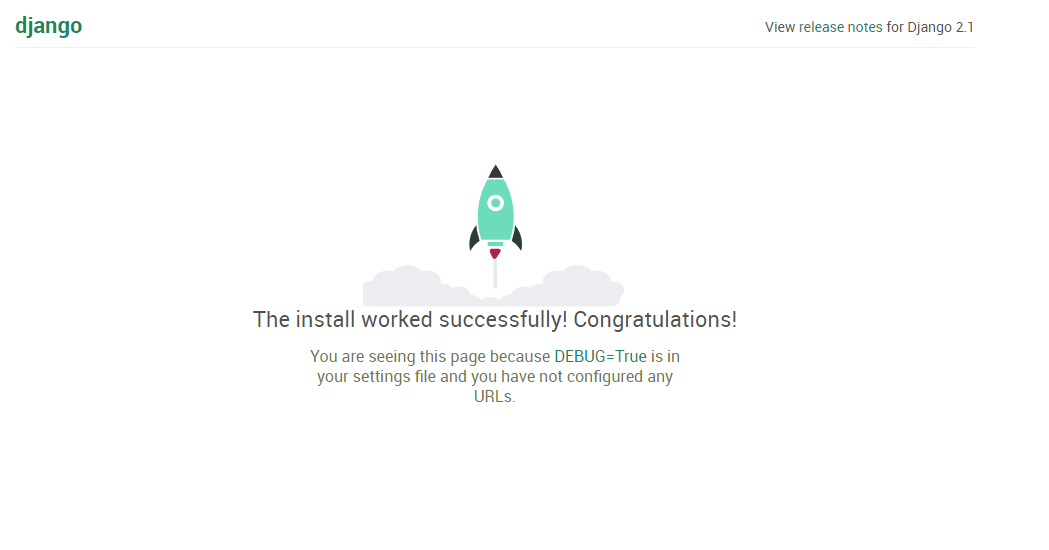 django
View release notes for Django 2.1
The install worked successfully! Congratulations!
You are seeing this page because DEBUG=True is in
your settings file and you have not configured any
URLs.